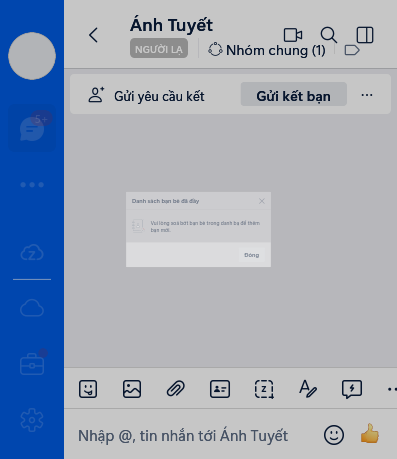 Ánh Tuyết
NGƯỜI LẠ
Nhóm chung (1)
5+
Gửi yêu cầu kết
Gửi kết bạn
Danh sách bạn bè đã đầy
Vui lòng xoá bớt bạn bè trong danh bạ để thêm
bạn mới.
Đóng
Nhập @, tin nhắn tới Ánh Tuyết